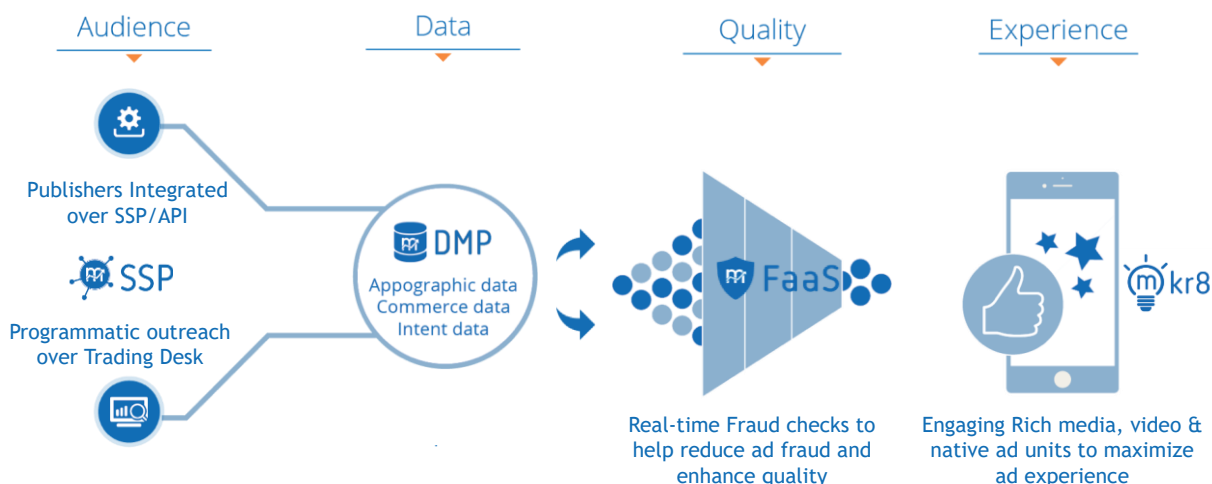 Audience
Data
Quality
Experience
Publishers Integrated
over SSP/API
m SSP
Programmatic outreach
over Trading Desk
m DMP
Appographic data
Commerce data
Intent data
m FaaS
Real-time Fraud checks to
help reduce ad fraud and
enhance quality
m kr8
Engaging Rich media, video &
native ad units to maximize
ad experience